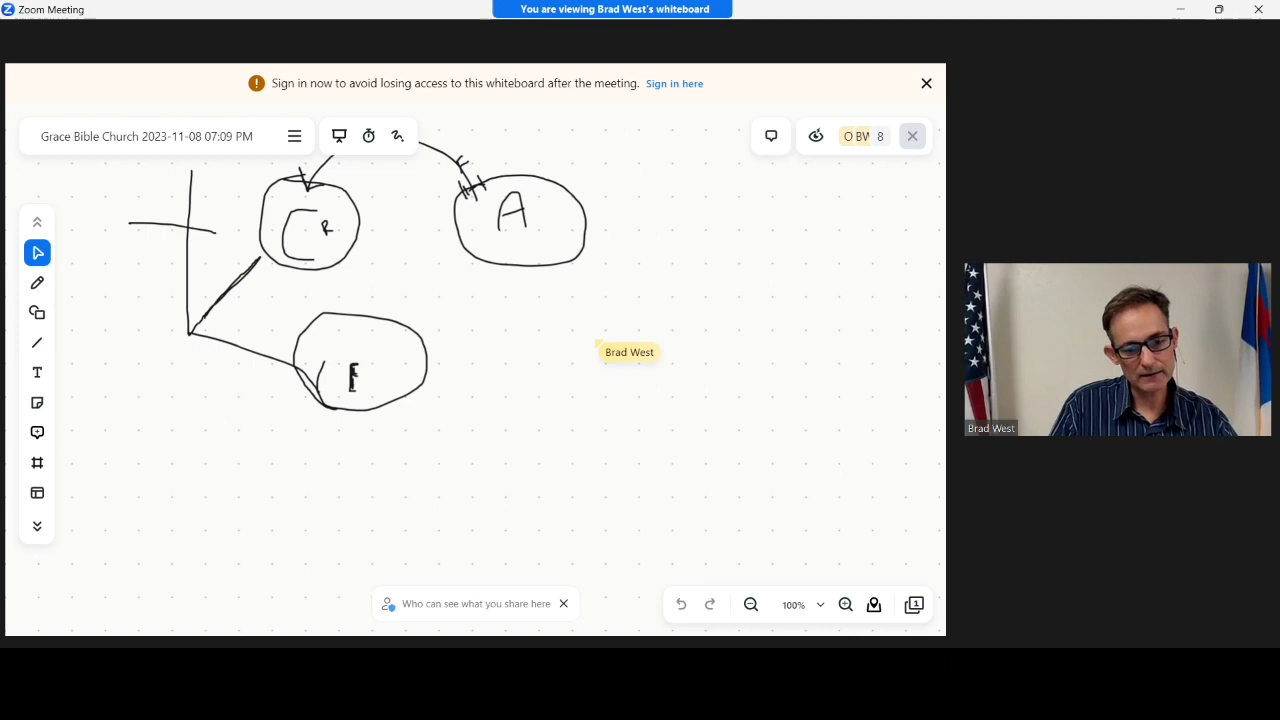 Zoom Meeting
You are viewing Brad West's whiteboard
Sign in now to avoid losing access to this whiteboard after the meeting. Sign in here
Grace Bible Church 2023-11-08 07:09 PM
O BW 8
C R
A
E
Brad West
Brad West
Who can see what you share here
100%
1